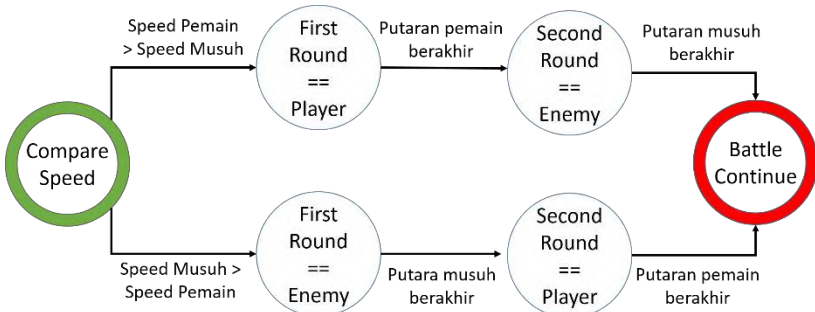 Compare
Speed
Speed Pemain
> Speed Musuh
First
Round
==
Player
Putaran pemain
berakhir
Second
Round
==
Enemy
Putaran musuh
berakhir
Speed Musuh >
Speed Pemain
First
Round
==
Enemy
Putara musuh
berakhir
Second
Round
==
Player
Putaran pemain
berakhir
Battle
Continue